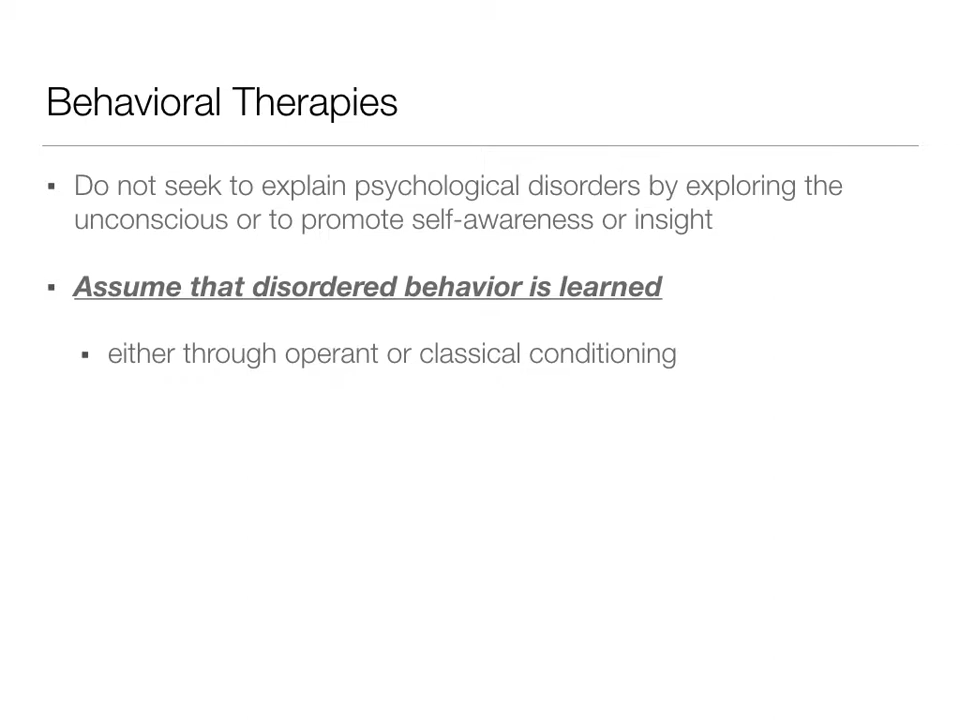 Behavioral Therapies
▪ Do not seek to explain psychological disorders by exploring the
unconscious or to promote self-awareness or insight
▪ Assume that disordered behavior is learned
▪ either through operant or classical conditioning